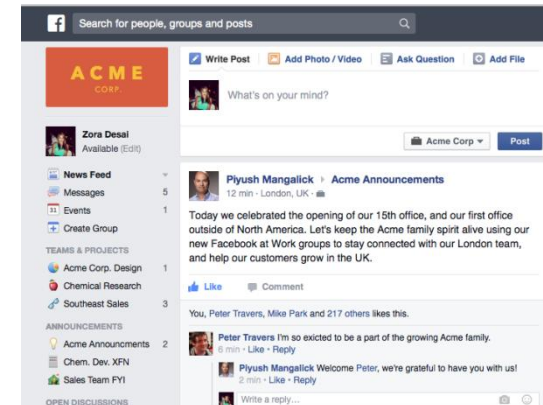 f Search for people, groups and posts
ACME
CORP.
Zora Desai
Available (Edit)
News Feed
Messages 5
31 Events 1
Create Group
TEAMS & PROJECTS
Acme Corp. Design 1
Chemical Research
Southeast Sales 3
ANNOUNCEMENTS
Acme Announcments 2
Chem. Dev. XFN
Sales Team FYI
OPEN DISCUSSIONS
Write Post Add Photo / Video Ask Question Add File
What's on your mind?
Acme Corp Post
Piyush Mangalick Acme Announcements
12 min · London, UK ·
Today we celebrated the opening of our 15th office, and our first office
outside of North America. Let's keep the Acme family spirit alive using our
new Facebook at Work groups to stay connected with our London team,
and help our customers grow in the UK.
Like Comment
You, Peter Travers, Mike Park and 217 others likes this.
Peter Travers I'm so exicted to be a part of the growing Acme family.
6 min · Like · Reply
Piyush Mangalick Welcome Peter, we're grateful to have you with us!
2 min · Like · Reply
Write a reply...